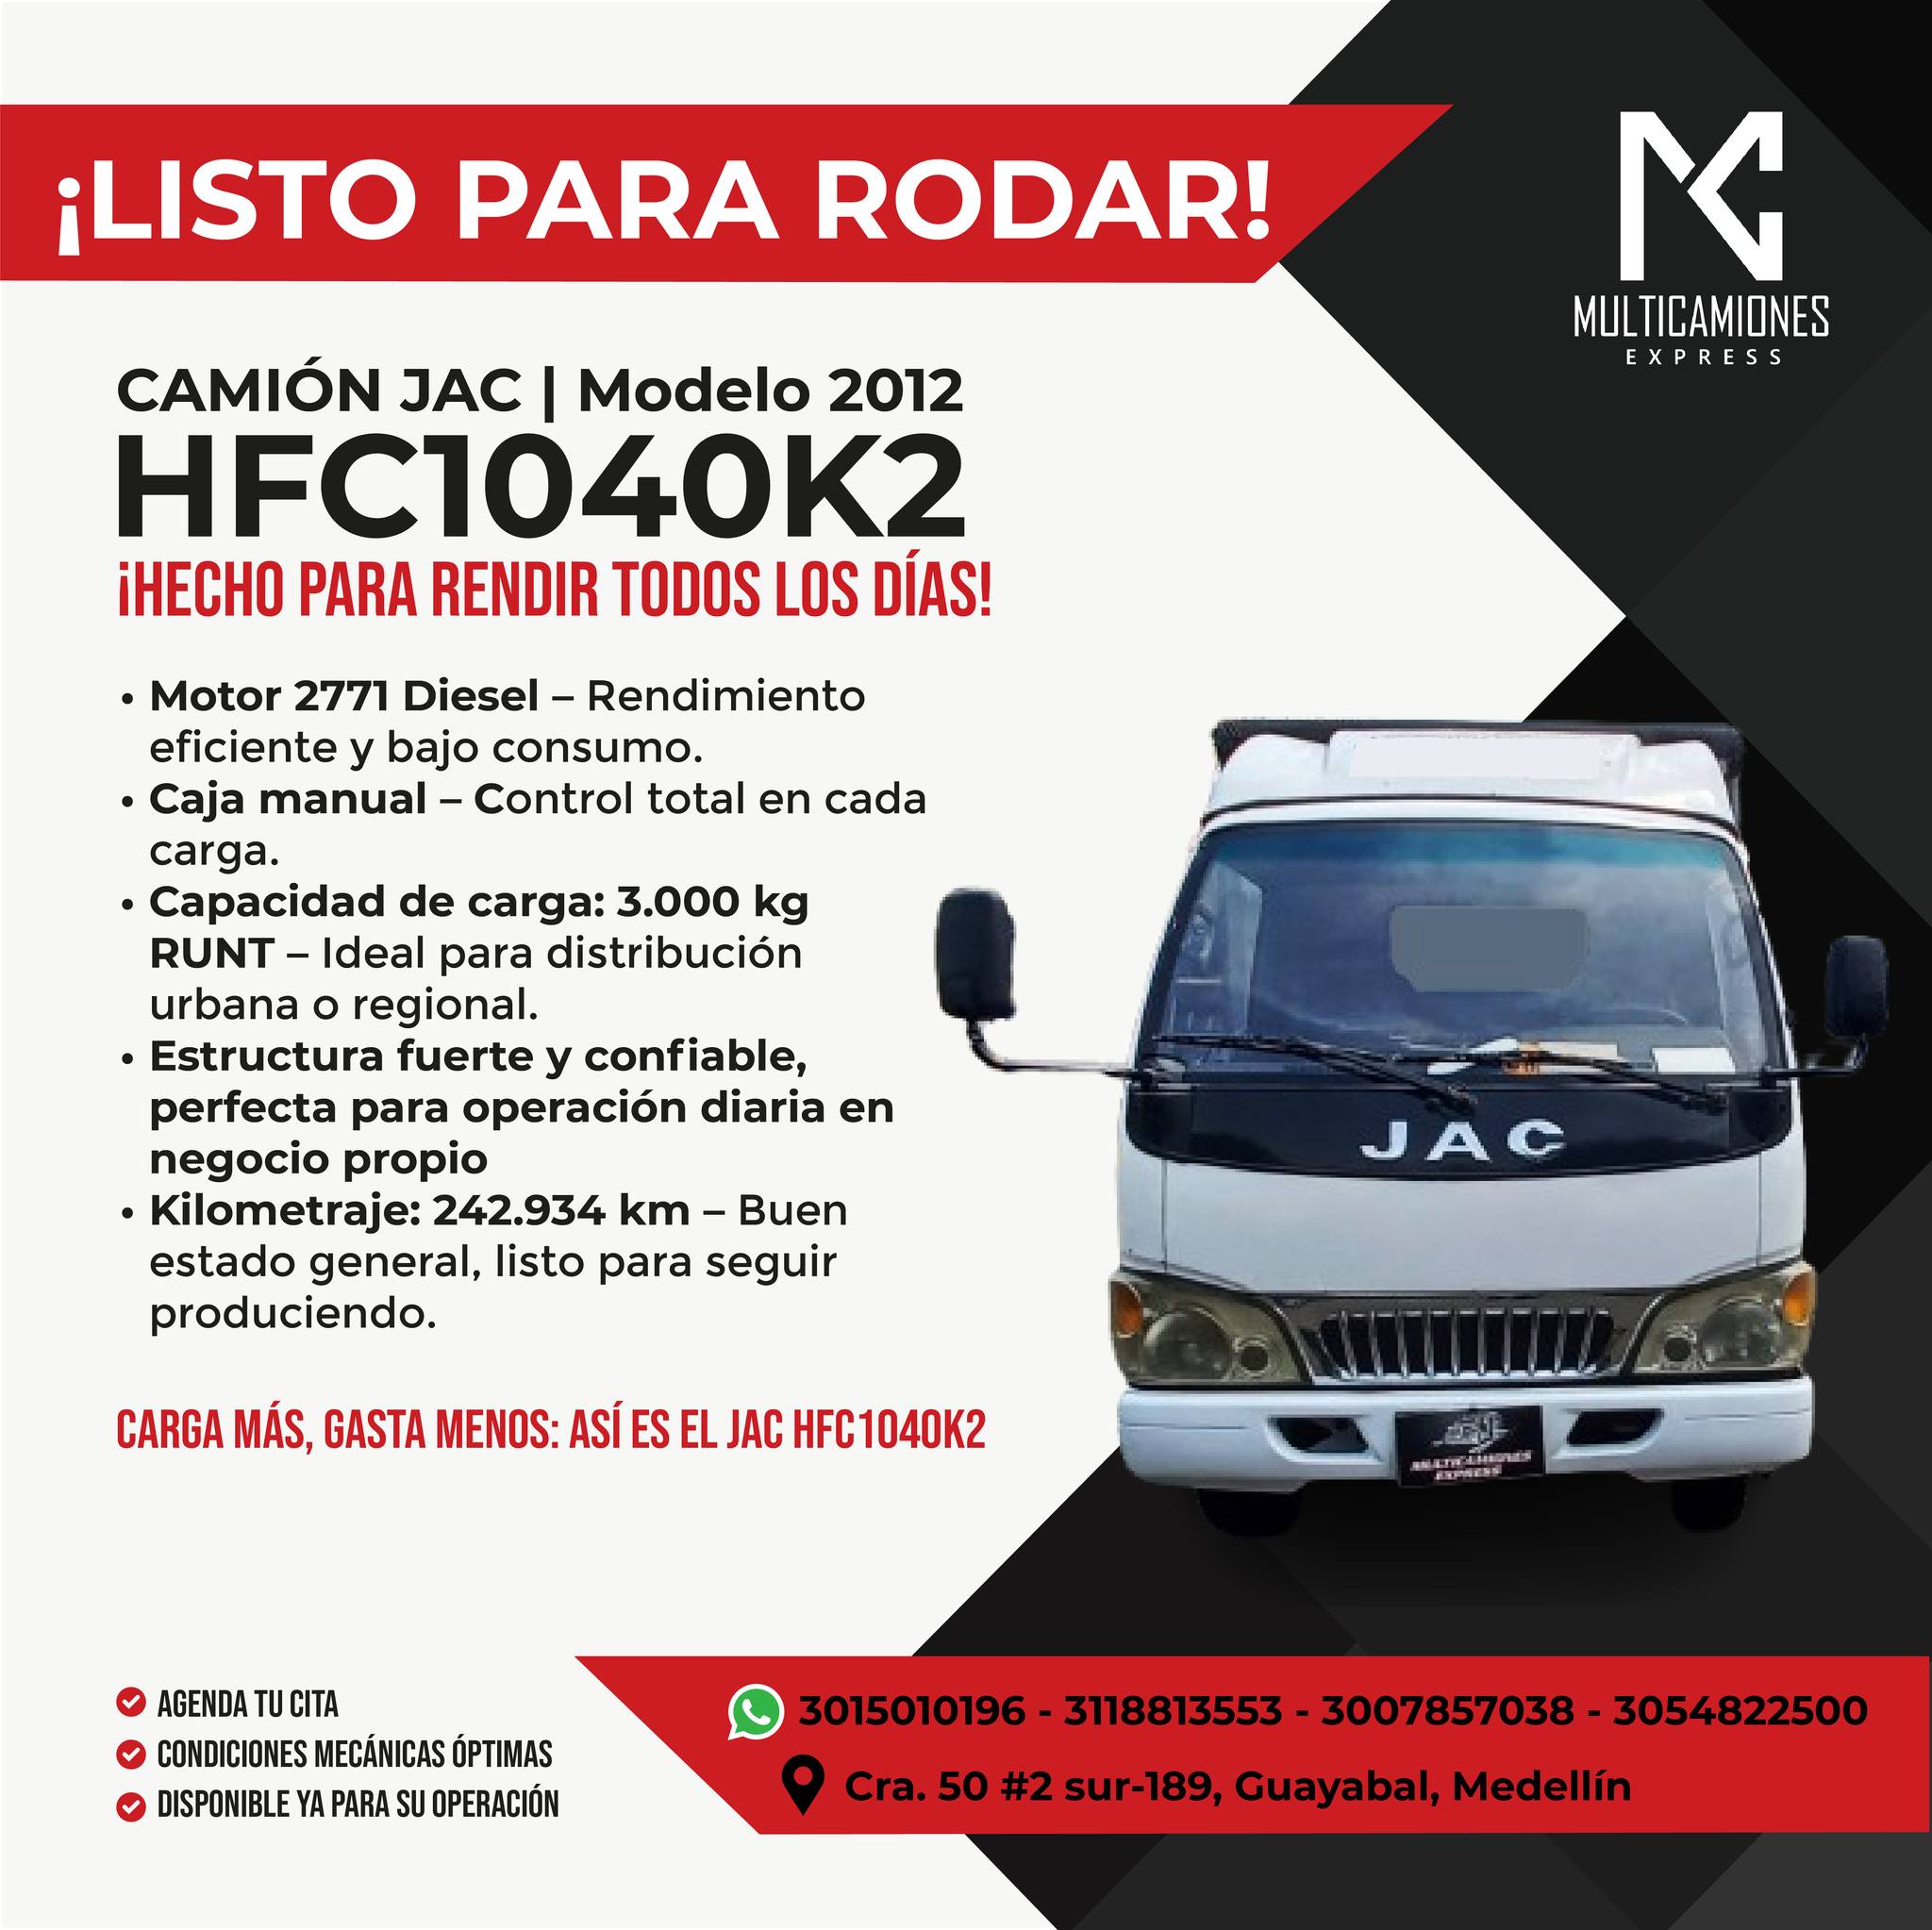 ¡LISTO PARA RODAR!
MC
MULTICAMIONES
EXPRESS
CAMIÓN JAC | Modelo 2012
HFC1040K2
¡HECHO PARA RENDIR TODOS LOS DÍAS!
• Motor 2771 Diesel – Rendimiento
eficiente y bajo consumo.
• Caja manual – Control total en cada
carga.
• Capacidad de carga: 3.000 kg
RUNT – Ideal para distribución
urbana o regional.
• Estructura fuerte y confiable,
perfecta para operación diaria en
negocio propio
• Kilometraje: 242.934 km – Buen
estado general, listo para seguir
produciendo.
CARGA MÁS, GASTA MENOS: ASÍ ES EL JAC HFC1040K2
JAC
MULTICAMIONES
EXPRESS
AGENDA TU CITA
CONDICIONES MECÁNICAS ÓPTIMAS
DISPONIBLE YA PARA SU OPERACIÓN
3015010196 - 3118813553 - 3007857038 - 3054822500
Cra. 50 #2 sur-189, Guayabal, Medellín